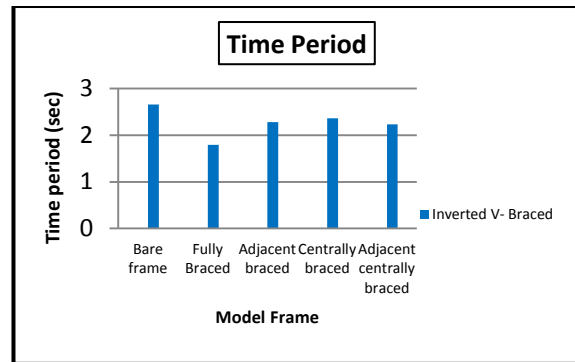 Time Period
Time period (sec)
3
2
1
0
Bare frame
Fully Braced
Adjacent braced
Centrally braced
Adjacent centrally braced
Model Frame
Inverted V- Braced